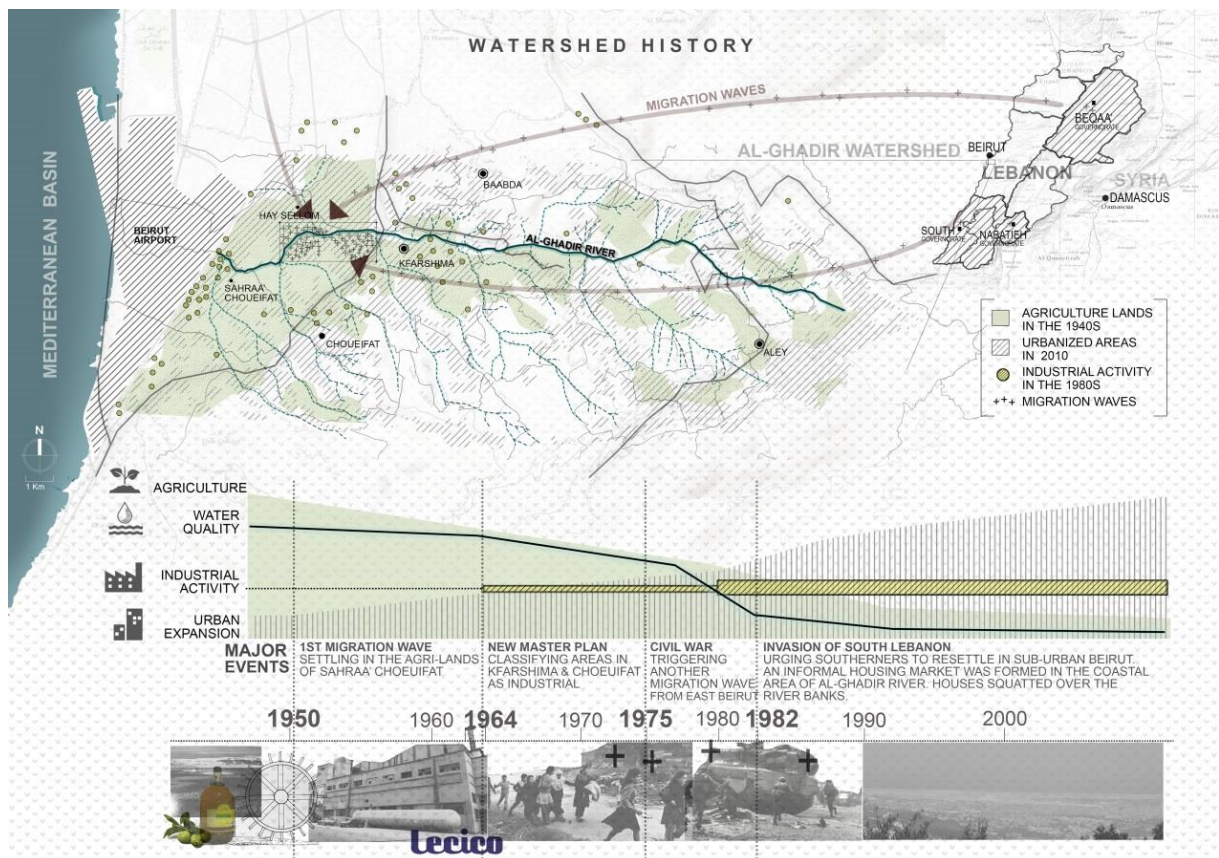 WATERSHED HISTORY
MEDITERRANEAN BASIN
MIGRATION WAVES
AL-GHADIR WATERSHED
BEIRUT
LEBANON
BEQAA'
GOVERNORATE
SYRIA
DAMASCUS
Damascus
SOUTH
GOVERNORATE
NABATIEH
GOVERNORATE
BAABDA
HAY SELLOM
BEIRUT
AIRPORT
AL-GHADIR RIVER
KFARSHIMA
SAHRAA'
CHOUEIFAT
CHOUEIFAT
ALEY
AGRICULTURE LANDS
IN THE 1940S
URBANIZED AREAS
IN 2010
INDUSTRIAL ACTIVITY
IN THE 1980S
MIGRATION WAVES
N
1 Km
AGRICULTURE
WATER
QUALITY
INDUSTRIAL
ACTIVITY
URBAN
EXPANSION
MAJOR
EVENTS
1ST MIGRATION WAVE
SETTLING IN THE AGRI-LANDS
OF SAHRAA' CHOEUIFAT
NEW MASTER PLAN
CLASSIFYING AREAS IN
KFARSHIMA & CHOEUIFAT
AS INDUSTRIAL
CIVIL WAR
TRIGGERING
ANOTHER
MIGRATION WAVE
FROM EAST BEIRUT
INVASION OF SOUTH LEBANON
URGING SOUTHERNERS TO RESETTLE IN SUB-URBAN BEIRUT.
AN INFORMAL HOUSING MARKET WAS FORMED IN THE COASTAL
AREA OF AL-GHADIR RIVER. HOUSES SQUATTED OVER THE
RIVER BANKS.
1950 1960 1964 1970 1975 1980 1982 1990 2000
Lecico